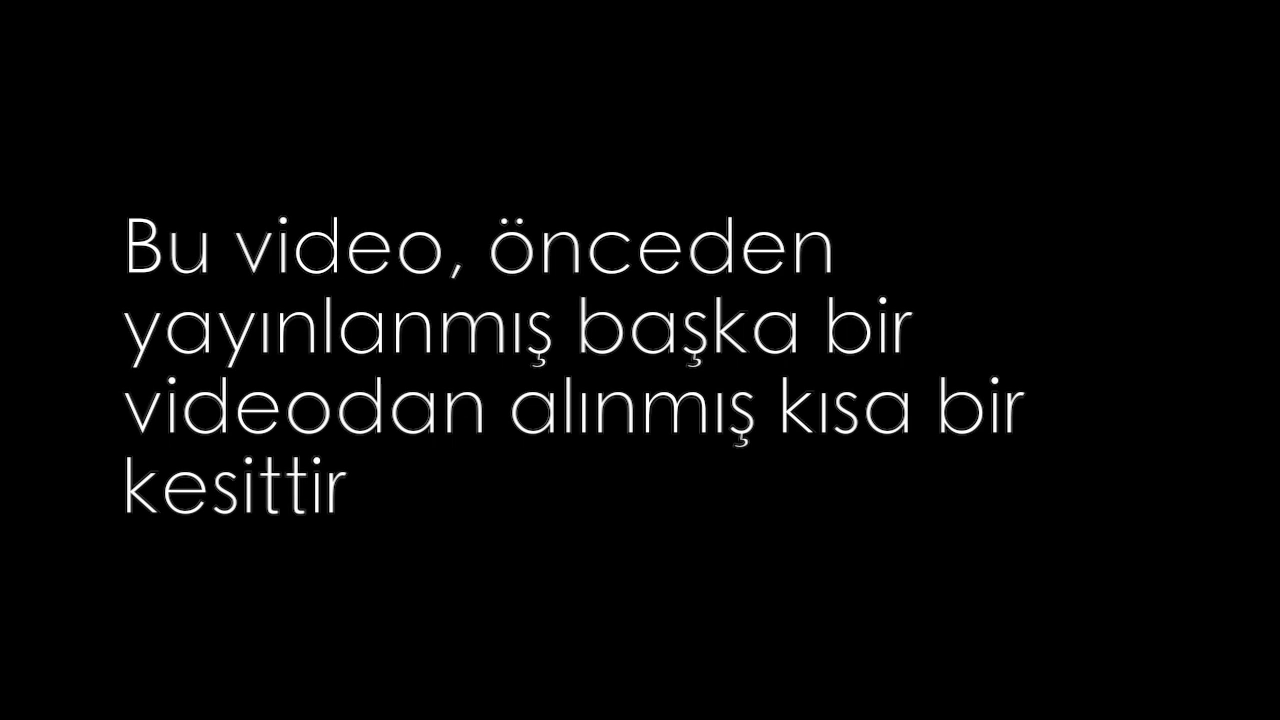 Bu video, önceden
yayınlanmış başka bir
videodan alınmış kısa bir
kesittir